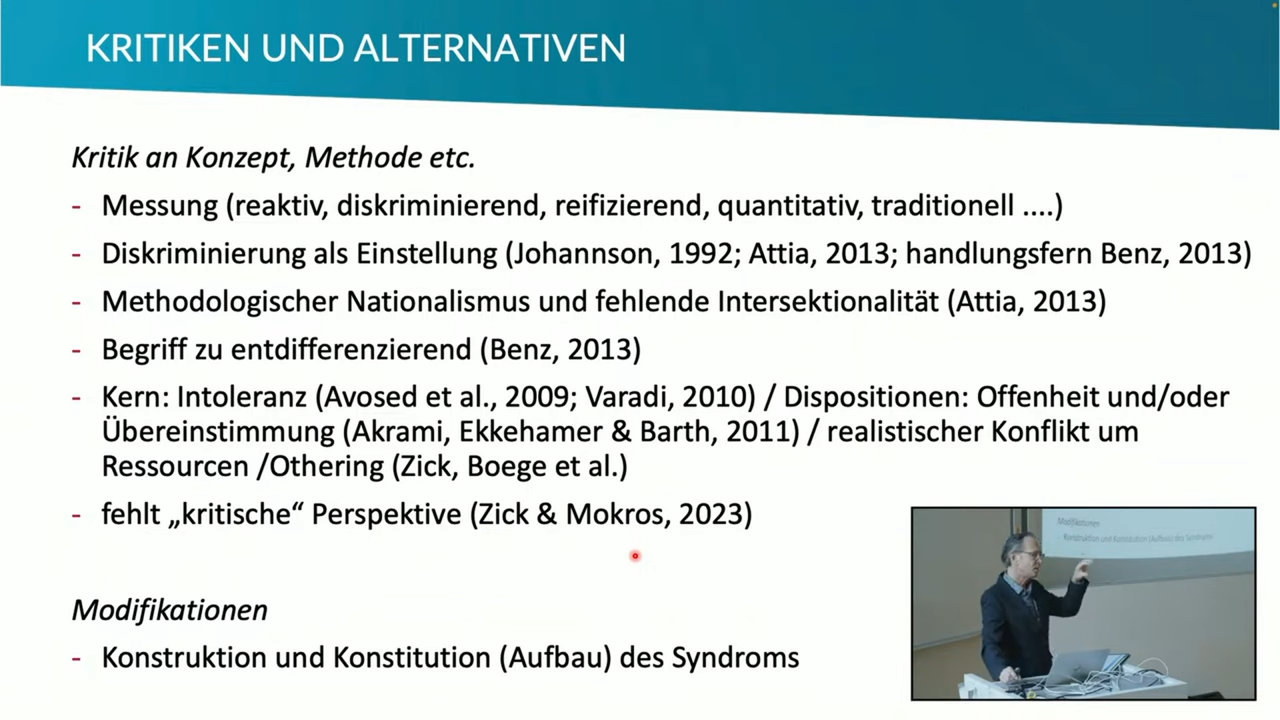 KRITIKEN UND ALTERNATIVEN
Kritik an Konzept, Methode etc.
- Messung (reaktiv, diskriminierend, reifizierend, quantitativ, traditionell ....)
- Diskriminierung als Einstellung (Johannson, 1992; Attia, 2013; handlungsfern Benz, 2013)
- Methodologischer Nationalismus und fehlende Intersektionalität (Attia, 2013)
- Begriff zu entdifferenzierend (Benz, 2013)
- Kern: Intoleranz (Avosed et al., 2009; Varadi, 2010) / Dispositionen: Offenheit und/oder
Übereinstimmung (Akrami, Ekkehamer & Barth, 2011) / realistischer Konflikt um
Ressourcen /Othering (Zick, Boege et al.)
- fehlt „kritische“ Perspektive (Zick & Mokros, 2023)
Modifikationen
- Konstruktion und Konstitution (Aufbau) des Syndroms
Modifikationen
- Konstruktion und Konstitution (Aufbau) des Syndroms